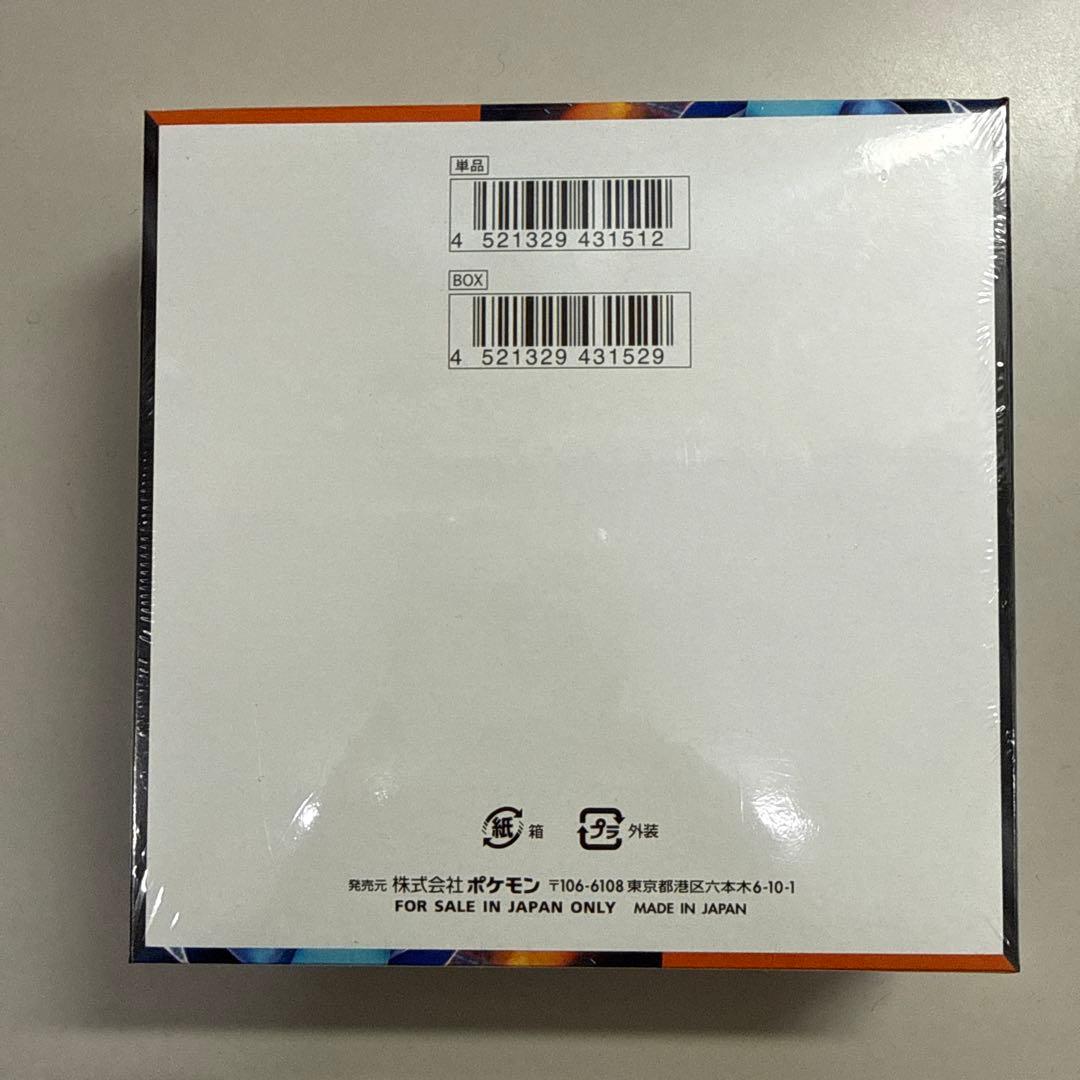 単品
4 521329 431512
BOX
4 521329 431529
紙 箱 プラ 外装
発売元 株式会社 ポケモン 〒106-6108 東京都港区六本木6-10-1
FOR SALE IN JAPAN ONLY MADE IN JAPAN